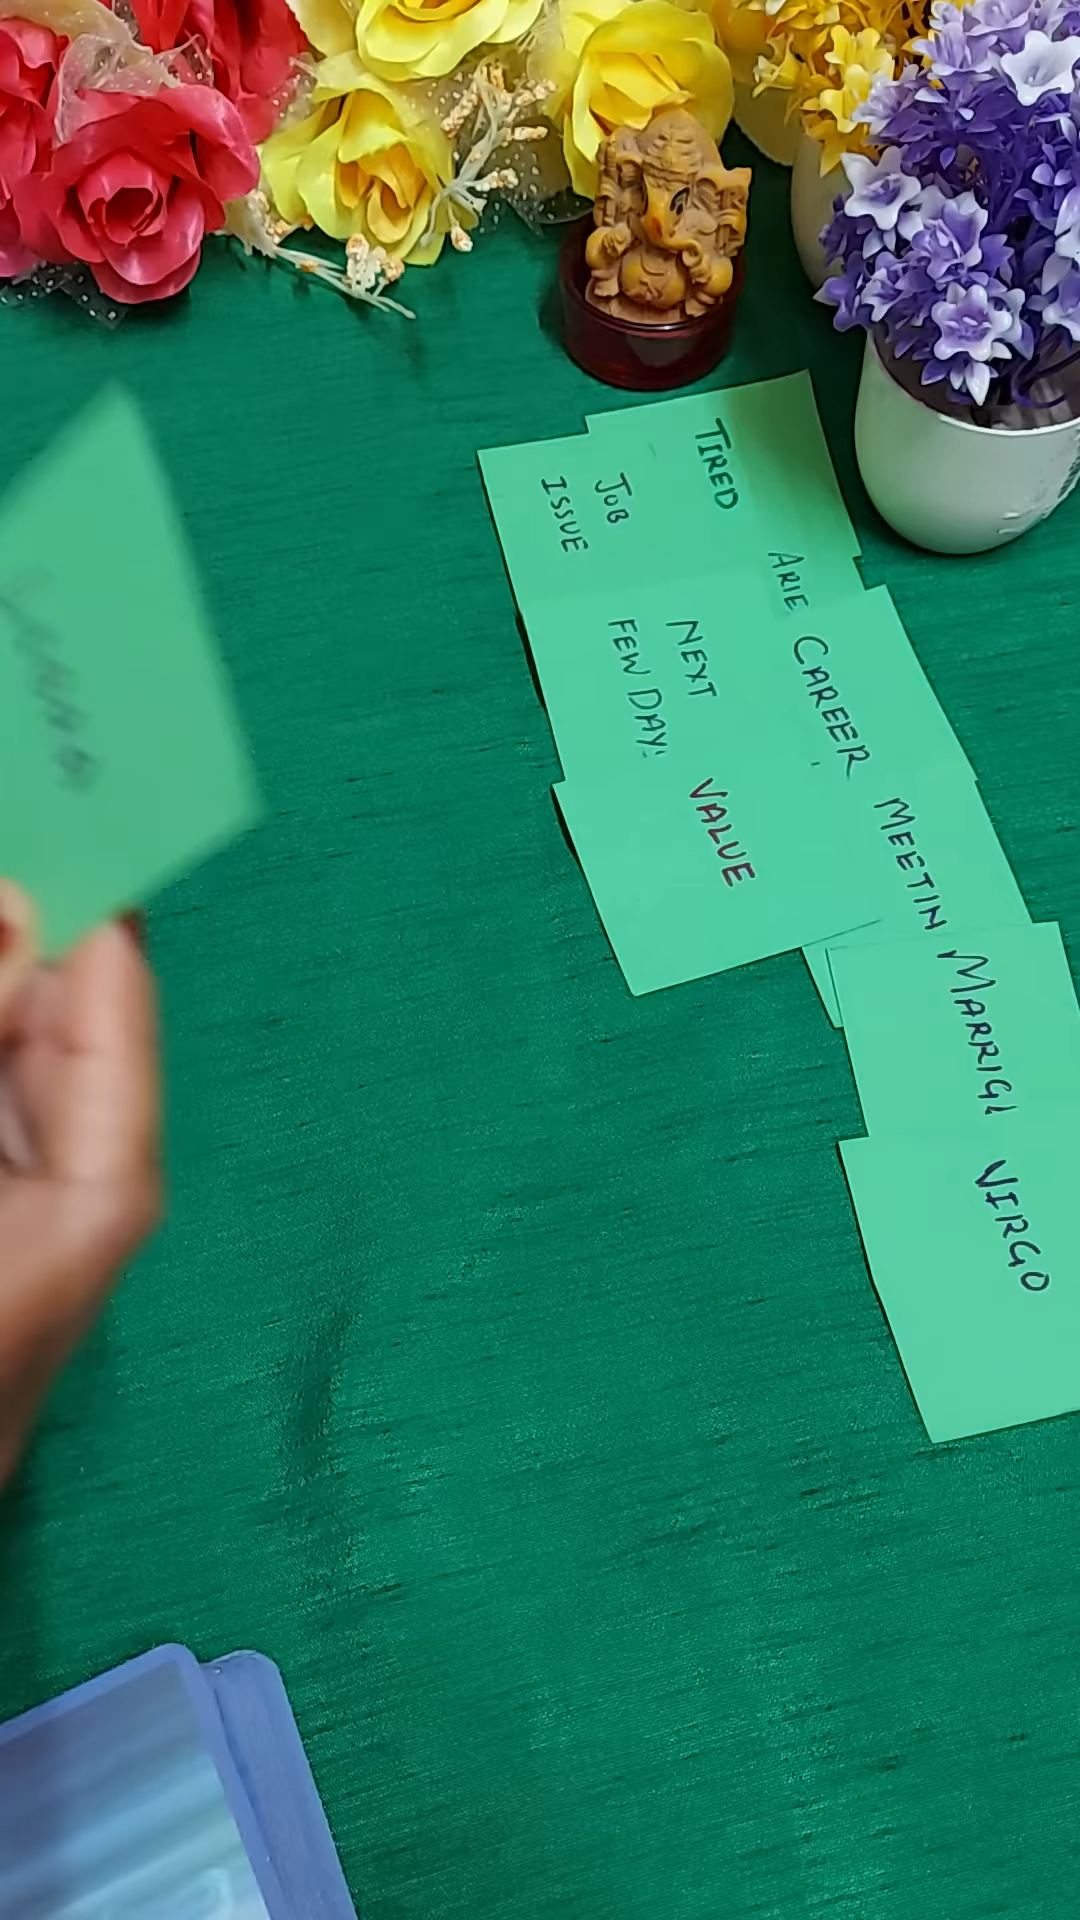 TIRED
JOB
ISSUE
ARIE
CAREER
NEXT
FEW DAY.
VALUE
MEETIN
MARRIGI
VIRGO